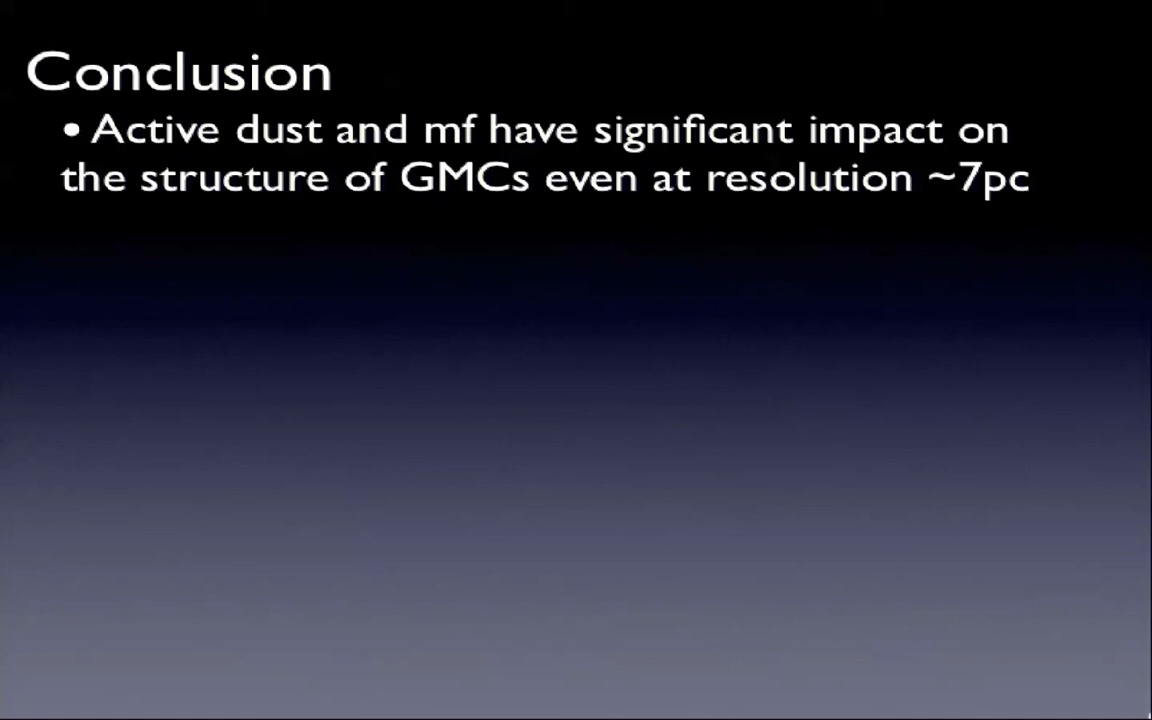 Conclusion
• Active dust and mf have significant impact on
the structure of GMCs even at resolution ~7pc